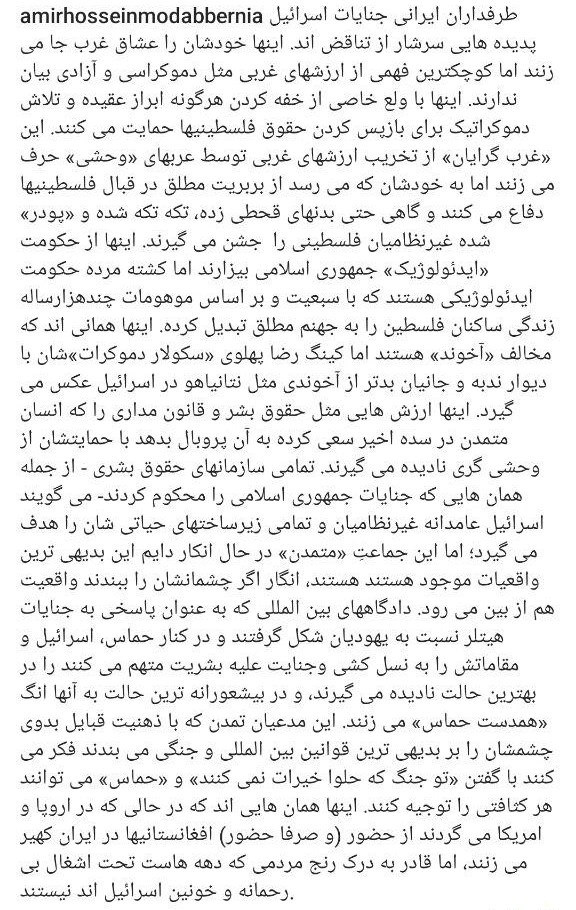 amirhosseinmodabbernia طرفداران ایرانی جنایات اسرائیل
پدیده هایی سرشار از تناقض اند. اینها خودشان را عشاق غرب جا می
زنند اما کوچکترین فهمی از ارزشهای غربی مثل دموکراسی و آزادی بیان
ندارند. اینها با ولع خاصی از خفه کردن هرگونه ابراز عقیده و تلاش
دموکراتیک برای بازپس کردن حقوق فلسطینیها حمایت می کنند. این
«غرب گرایان» از تخریب ارزشهای غربی توسط عربهای «وحشی» حرف
می زنند اما به خودشان که می رسد از بربریت مطلق در قبال فلسطینیها
دفاع می کنند و گاهی حتی بدنهای قحطی زده، تکه تکه شده و «پودر»
شده غیرنظامیان فلسطینی را جشن می گیرند. اینها از حکومت
«ایدئولوژیک» جمهوری اسلامی بیزارند اما کشته مرده حکومت
ایدئولوژیکی هستند که با سبعیت و بر اساس موهومات چندهزارساله
زندگی ساکنان فلسطین را به جهنم مطلق تبدیل کرده. اینها همانی اند که
مخالف «آخوند» هستند اما کینگ رضا پهلوی «سکولار دموکرات»شان با
دیوار ندبه و جانیان بدتر از آخوندی مثل نتانیاهو در اسرائیل عکس می
گیرد. اینها ارزش هایی مثل حقوق بشر و قانون مداری را که انسان
متمدن در سده اخیر سعی کرده به آن پروبال بدهد با حمایتشان از
وحشی گری نادیده می گیرند. تمامی سازمانهای حقوق بشری - از جمله
همان هایی که جنایات جمهوری اسلامی را محکوم کردند- می گویند
اسرائیل عامدانه غیرنظامیان و تمامی زیرساختهای حیاتی شان را هدف
می گیرد؛ اما این جماعتِ «متمدن» در حال انکار دایم این بدیهی ترین
واقعیات موجود هستند هستند، انگار اگر چشمانشان را ببندند واقعیت
هم از بین می رود. دادگاههای بین المللی که به عنوان پاسخی به جنایات
هیتلر نسبت به یهودیان شکل گرفتند و در کنار حماس، اسرائیل و
مقاماتش را به نسل کشی وجنایت علیه بشریت متهم می کنند را در
بهترین حالت نادیده می گیرند، و در بیشعورانه ترین حالت به آنها انگ
«همدست حماس» می زنند. این مدعیان تمدن که با ذهنیت قبایل بدوی
چشمشان را بر بدیهی ترین قوانین بین المللی و جنگی می بندند فکر می
کنند با گفتن «تو جنگ که حلوا خیرات نمی کنند» و «حماس» می توانند
هر کثافتی را توجیه کنند. اینها همان هایی اند که در حالی که در اروپا و
امریکا می گردند از حضور (و صرفا حضور) افغانستانیها در ایران کهیر
می زنند، اما قادر به درک رنج مردمی که دهه هاست تحت اشغال بی
رحمانه و خونین اسرائیل اند نیستند.